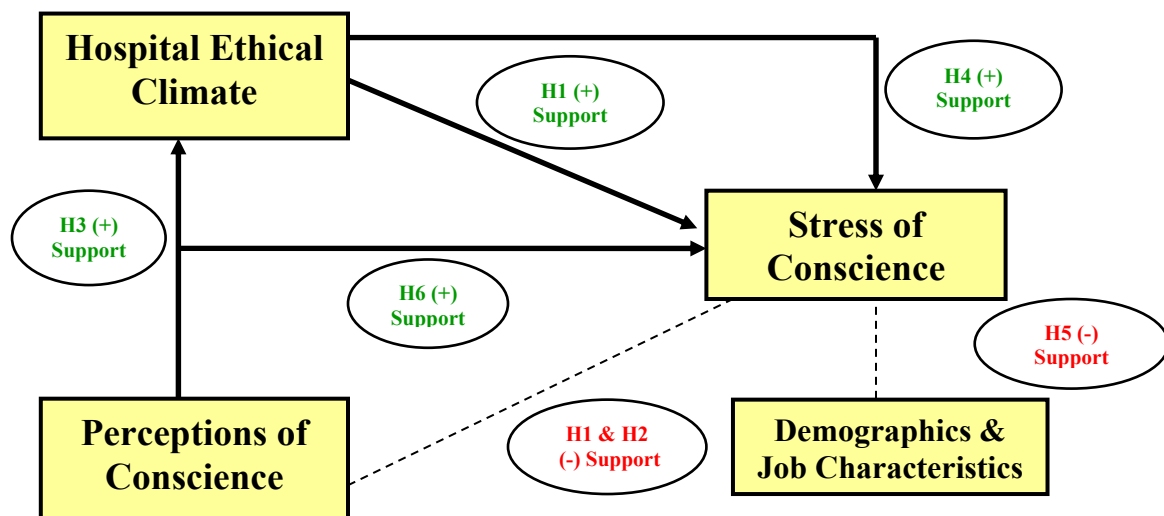 Hospital Ethical
Climate
H1 (+)
Support
H4 (+)
Support
H3 (+)
Support
Stress of
Conscience
H6 (+)
Support
H5 (-)
Support
Perceptions of
Conscience
H1 & H2
(-) Support
Demographics &
Job Characteristics